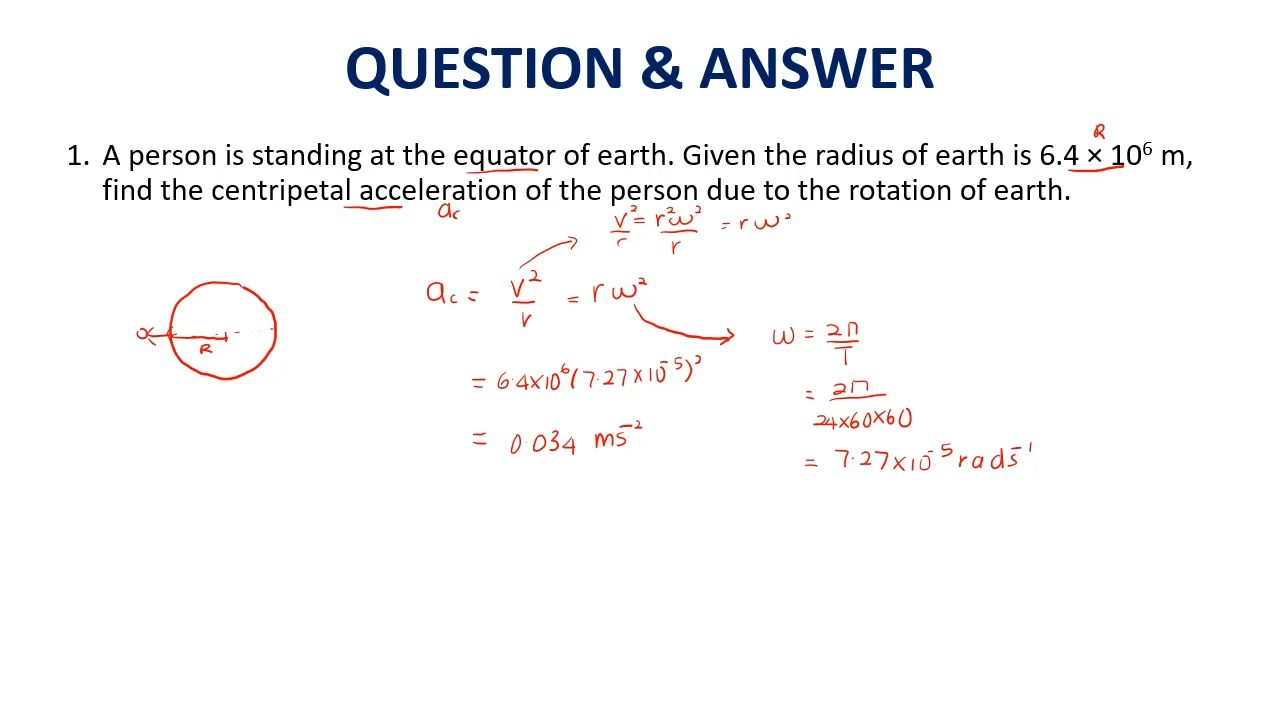 QUESTION & ANSWER
R
1. A person is standing at the equator of earth. Given the radius of earth is 6.4 × 10⁶ m,
find the centripetal acceleration of the person due to the rotation of earth.
a꜀
v²/r = r²ω²/r = rω²
a꜀ = v²/r = rω²
R
ω = 2π/T
= 6.4×10⁶(7.27×10⁻⁵)²
= 2π/24×60×60
= 0.034 ms⁻²
= 7.27×10⁻⁵ rads⁻¹